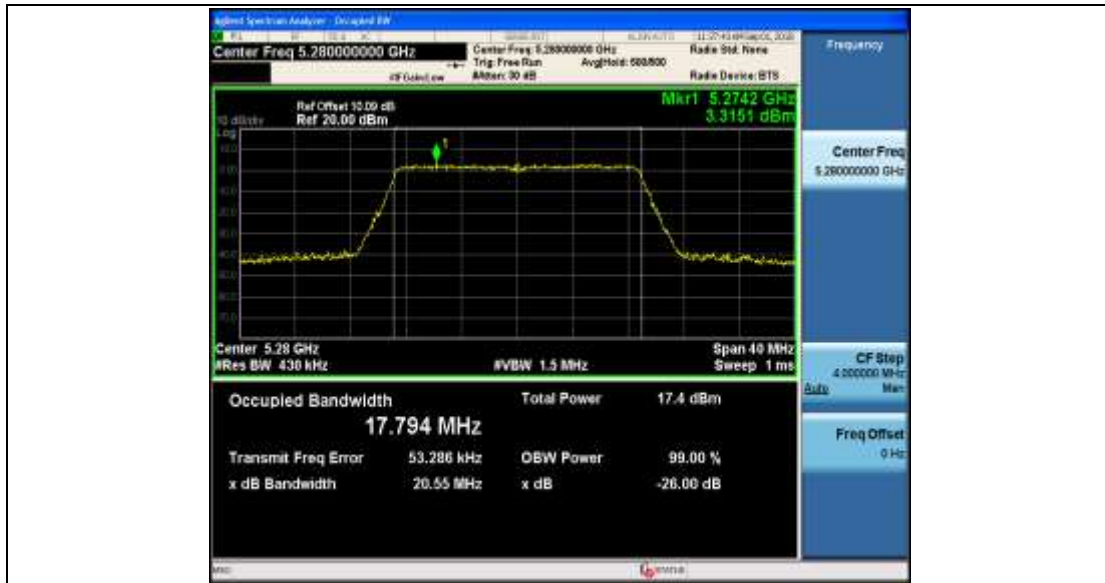 Agilent Spectrum Analyzer - Occupied BW
Center Freq 5.280000000 GHz
Center Freq: 5.280000000 GHz
Radio Std: None
Trig: Free Run
Avg|Hold: 500/500
#IFGain:Low
#Atten: 30 dB
Radio Device: BTS
Frequency
Ref Offset 10.09 dB
Mkr1 5.2742 GHz
10 dB/div
Ref 20.00 dBm
3.3151 dBm
Log
1
Center Freq
5.280000000 GHz
Center 5.28 GHz
Span 40 MHz
#Res BW 430 kHz
#VBW 1.5 MHz
Sweep 1 ms
CF Step
4.000000 MHz
Auto
Man
Occupied Bandwidth
Total Power
17.4 dBm
17.794 MHz
Freq Offset
0 Hz
Transmit Freq Error
53.286 kHz
OBW Power
99.00 %
x dB Bandwidth
20.55 MHz
x dB
-26.00 dB
MSG
STATUS